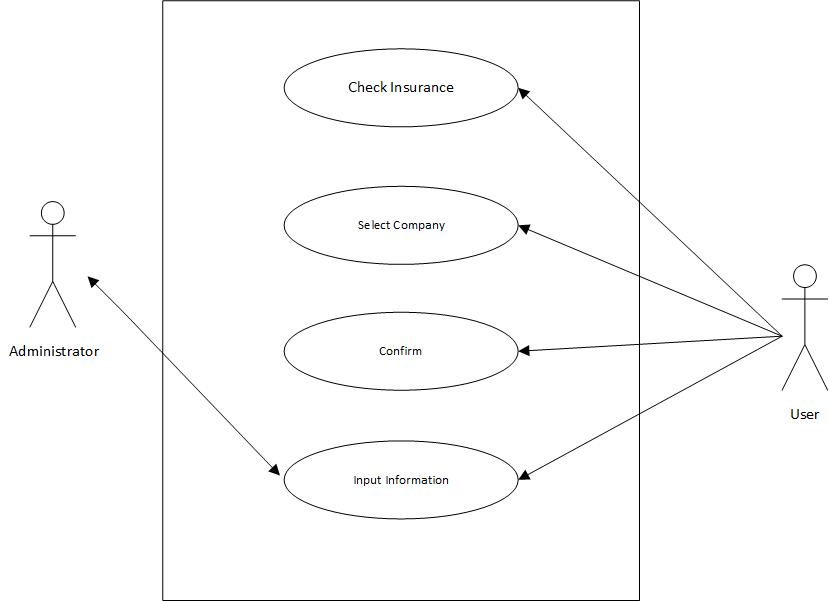 Check Insurance
Select Company
Administrator
Confirm
User
Input Information